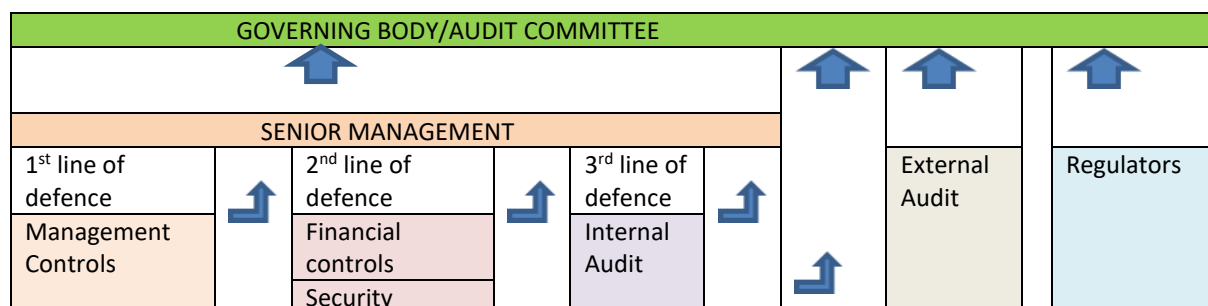 GOVERNING BODY/AUDIT COMMITTEE
SENIOR MANAGEMENT
1st line of
defence
2nd line of
defence
3rd line of
defence
External
Audit
Regulators
Management
Controls
Financial
controls
Internal
Audit
Security